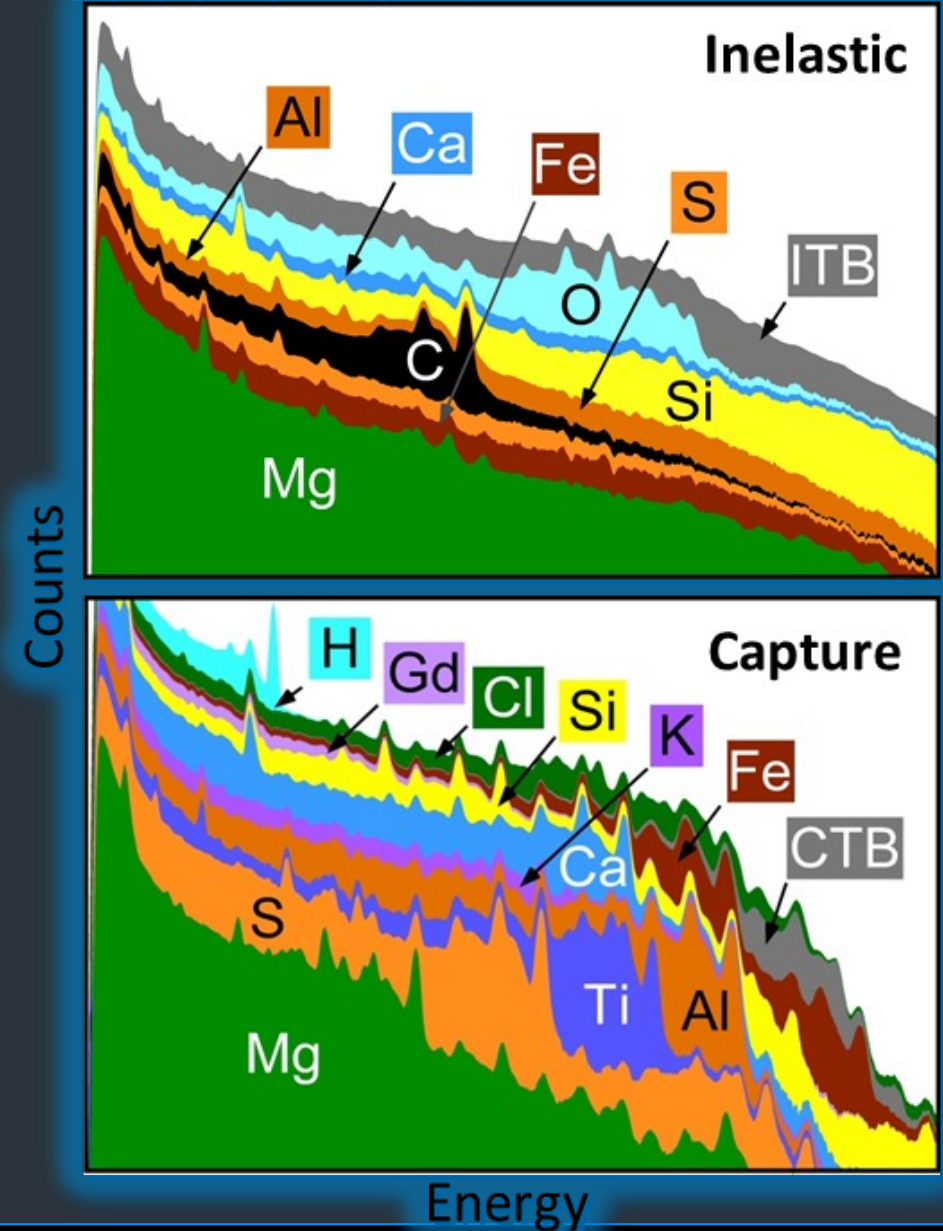 Inelastic
Al
Ca
Fe
S
ITB
O
C
Si
Mg
Counts
Capture
H
Gd
Cl
Si
K
Fe
CTB
Ca
S
Ti
Al
Mg
Energy